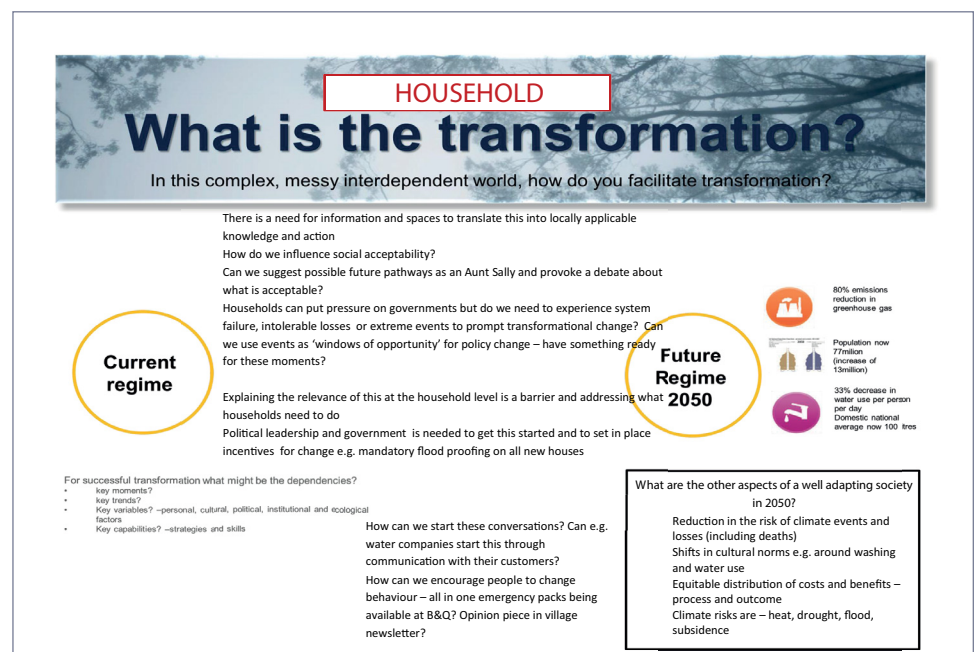 HOUSEHOLD
What is the transformation?
In this complex, messy interdependent world, how do you facilitate transformation?
There is a need for information and spaces to translate this into locally applicable
knowledge and action
How do we influence social acceptability?
Can we suggest possible future pathways as an Aunt Sally and provoke a debate about
what is acceptable?
Households can put pressure on governments but do we need to experience system
failure, intolerable losses or extreme events to prompt transformational change? Can
we use events as ‘windows of opportunity’ for policy change – have something ready
for these moments?
Explaining the relevance of this at the household level is a barrier and addressing what
households need to do
Political leadership and government is needed to get this started and to set in place
incentives for change e.g. mandatory flood proofing on all new houses
Current
regime
Future
Regime
2050
80% emissions
reduction in
greenhouse gas
Population now
77milion
(increase of
13million)
33% decrease in
water use per person
per day
Domestic national
average now 100 tres
For successful transformation what might be the dependencies?
• key moments?
• key trends?
• Key variables? –personal, cultural, political, institutional and ecological
factors
• Key capabilities? –strategies and skills
How can we start these conversations? Can e.g.
water companies start this through
communication with their customers?
How can we encourage people to change
behaviour – all in one emergency packs being
available at B&Q? Opinion piece in village
newsletter?
What are the other aspects of a well adapting society
in 2050?
Reduction in the risk of climate events and
losses (including deaths)
Shifts in cultural norms e.g. around washing
and water use
Equitable distribution of costs and benefits –
process and outcome
Climate risks are – heat, drought, flood,
subsidence